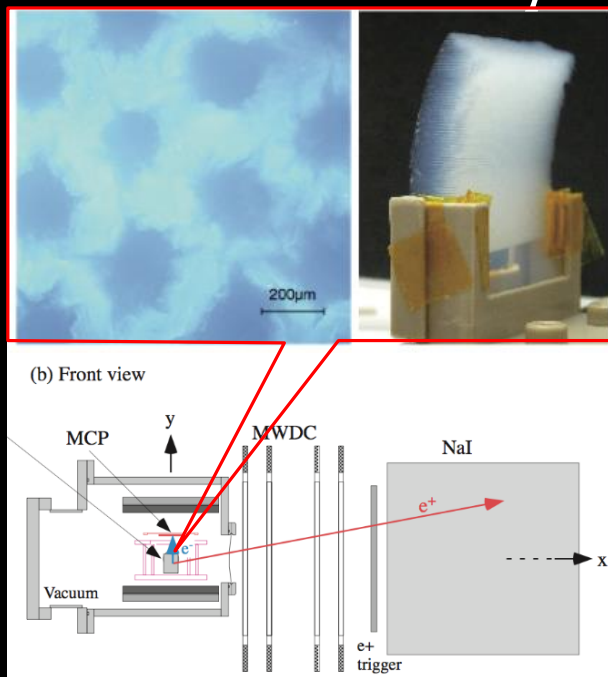 200μm
(b) Front view
y
MWDC
MCP
NaI
e+
e-
x
Vacuum
e+
trigger